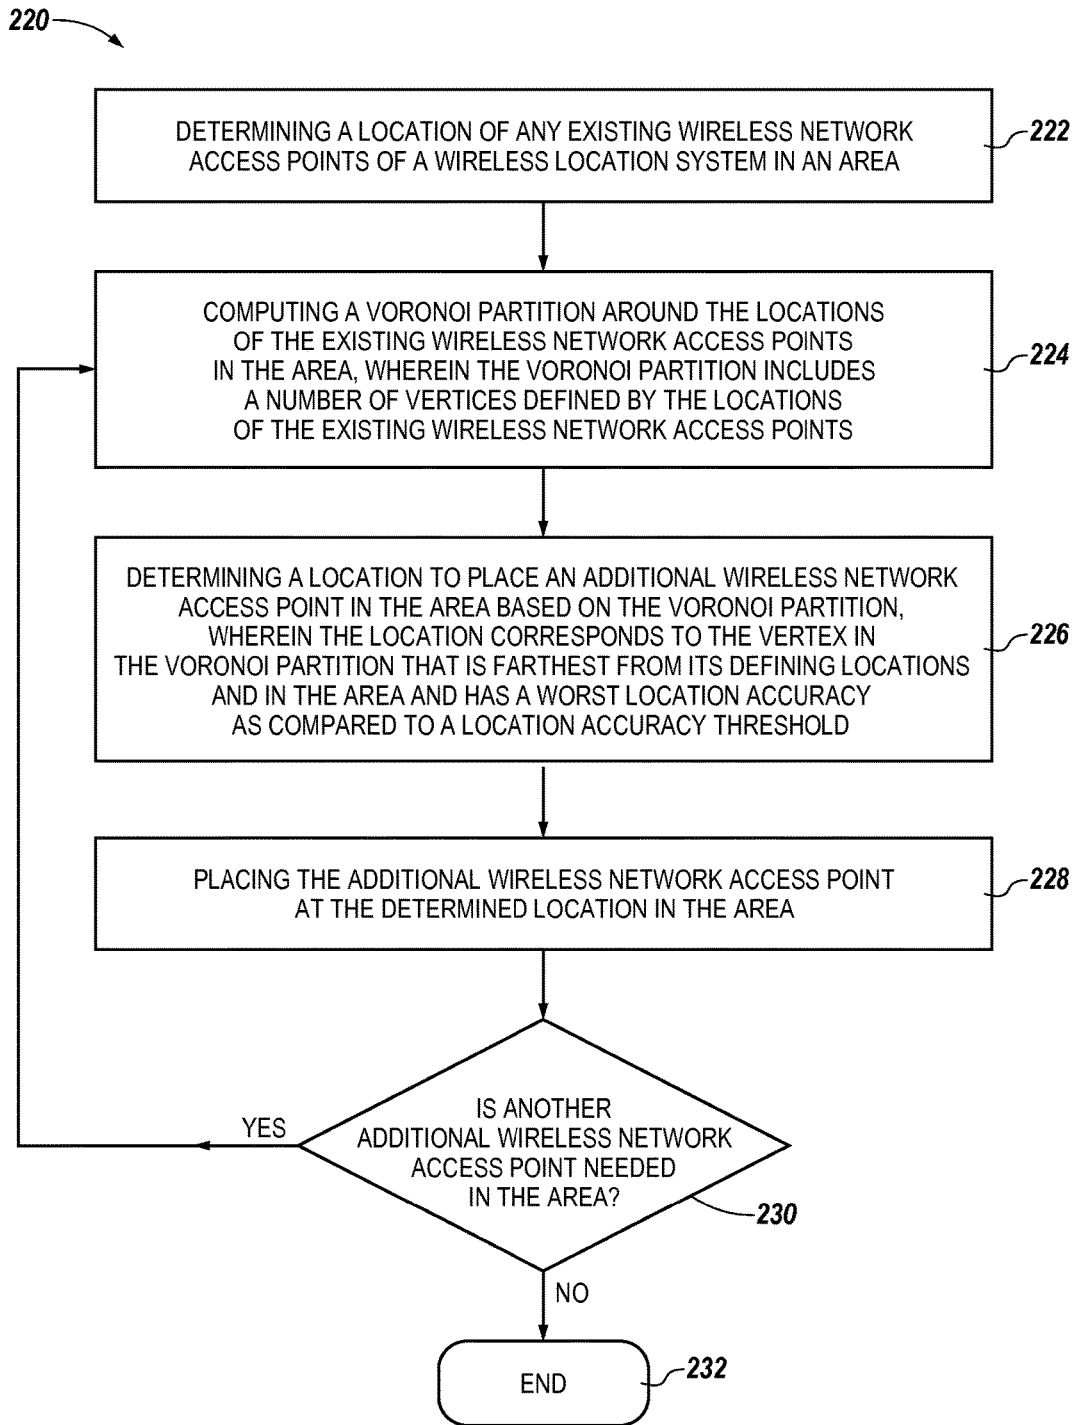 220
DETERMINING A LOCATION OF ANY EXISTING WIRELESS NETWORK
ACCESS POINTS OF A WIRELESS LOCATION SYSTEM IN AN AREA
222
COMPUTING A VORONOI PARTITION AROUND THE LOCATIONS
OF THE EXISTING WIRELESS NETWORK ACCESS POINTS
IN THE AREA, WHEREIN THE VORONOI PARTITION INCLUDES
A NUMBER OF VERTICES DEFINED BY THE LOCATIONS
OF THE EXISTING WIRELESS NETWORK ACCESS POINTS
224
DETERMINING A LOCATION TO PLACE AN ADDITIONAL WIRELESS NETWORK
ACCESS POINT IN THE AREA BASED ON THE VORONOI PARTITION,
WHEREIN THE LOCATION CORRESPONDS TO THE VERTEX IN
THE VORONOI PARTITION THAT IS FARTHEST FROM ITS DEFINING LOCATIONS
AND IN THE AREA AND HAS A WORST LOCATION ACCURACY
AS COMPARED TO A LOCATION ACCURACY THRESHOLD
226
PLACING THE ADDITIONAL WIRELESS NETWORK ACCESS POINT
AT THE DETERMINED LOCATION IN THE AREA
228
IS ANOTHER
ADDITIONAL WIRELESS NETWORK
ACCESS POINT NEEDED
IN THE AREA?
YES
230
NO
END
232